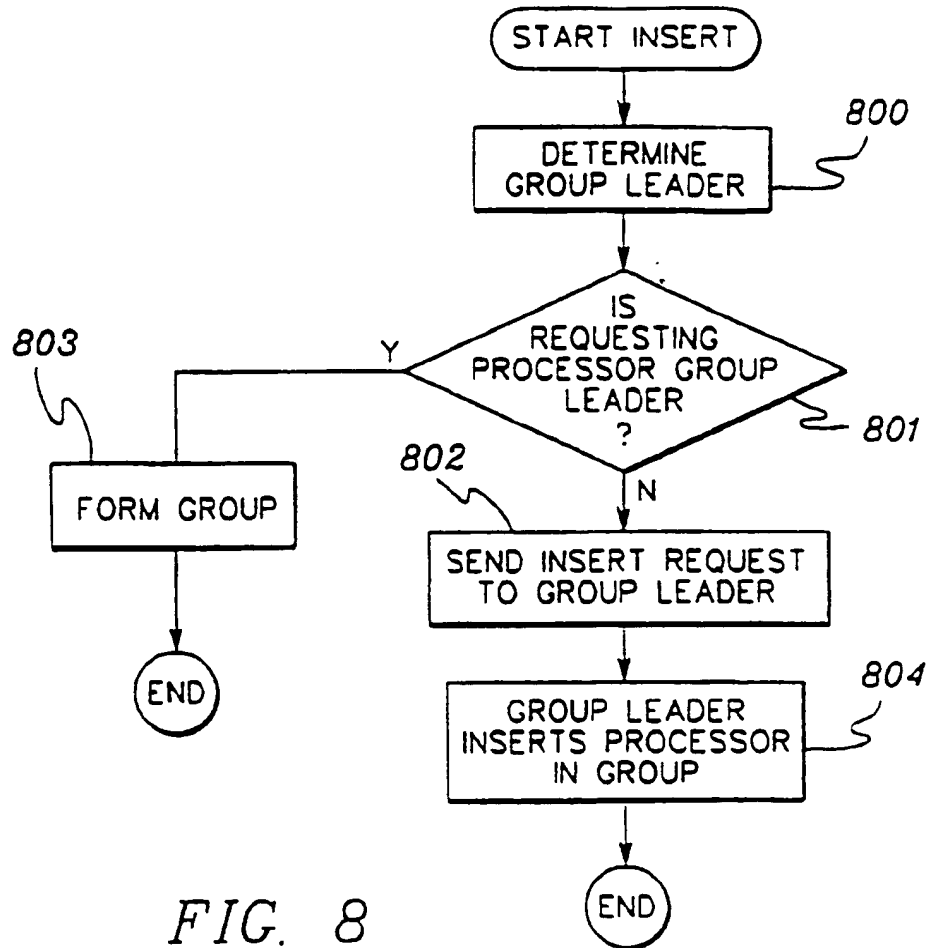 START INSERT
800
DETERMINE
GROUP LEADER
IS
REQUESTING
PROCESSOR GROUP
LEADER
?
801
Y
803
FORM GROUP
END
N
802
SEND INSERT REQUEST
TO GROUP LEADER
804
GROUP LEADER
INSERTS PROCESSOR
IN GROUP
END
FIG. 8